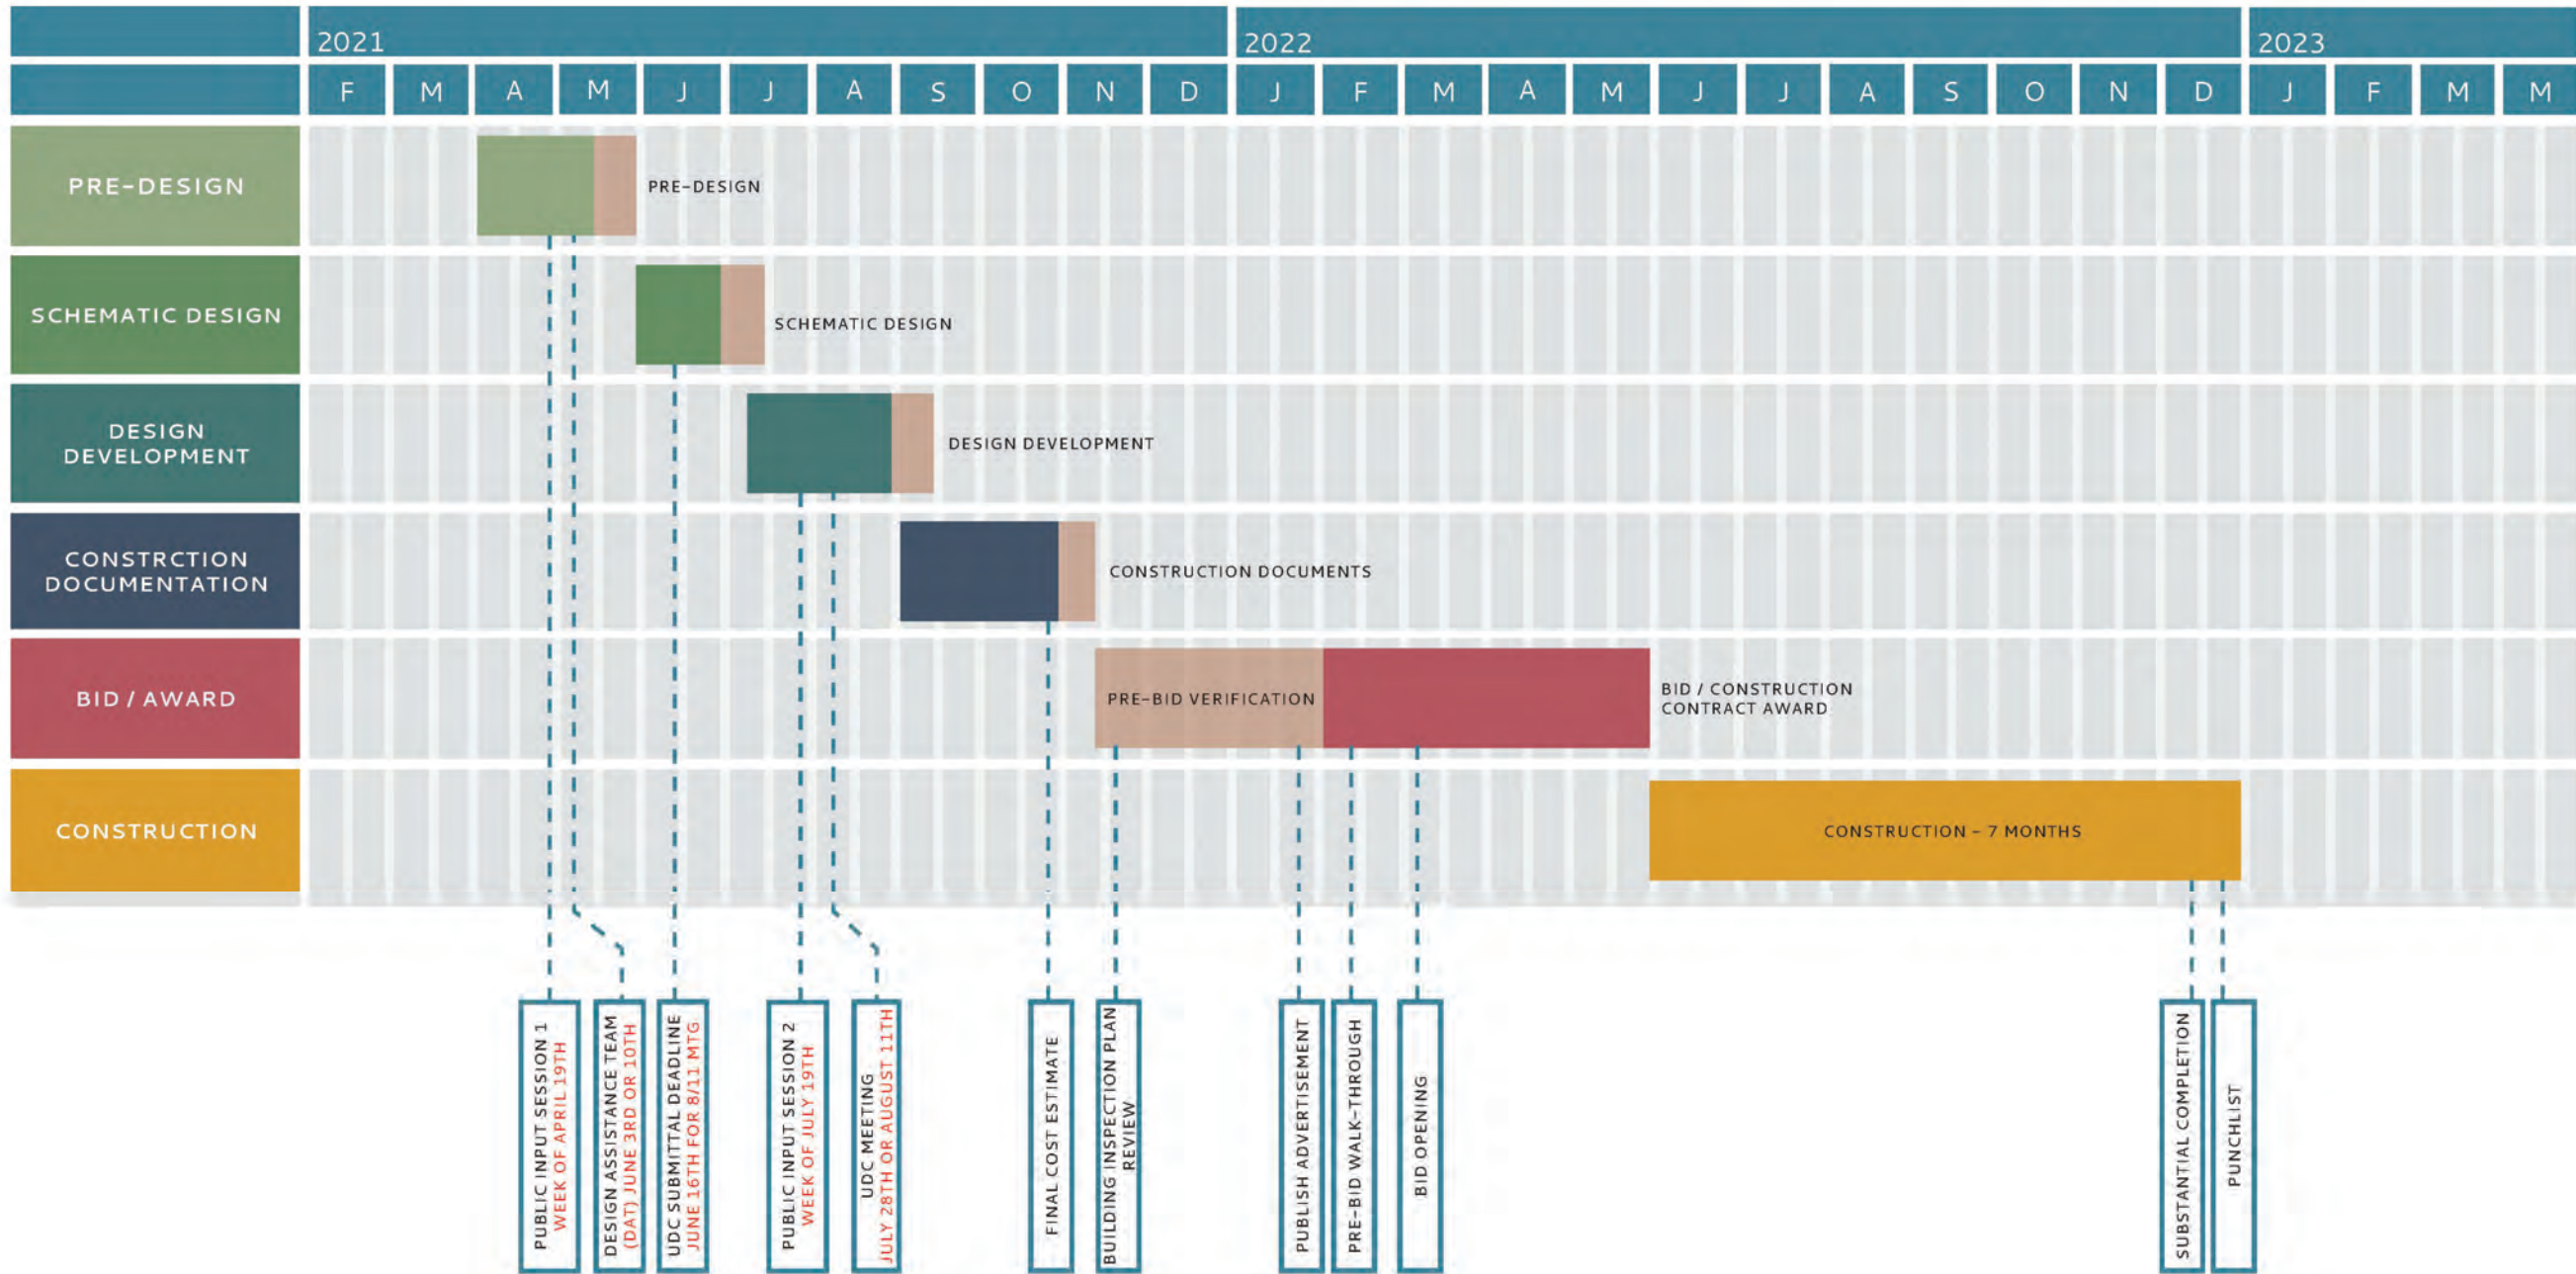 2021
2022
2023
F M A M J J A S O N D J F M A M J J A S O N D J F M M
PRE-DESIGN
PRE-DESIGN
SCHEMATIC DESIGN
SCHEMATIC DESIGN
DESIGN
DEVELOPMENT
DESIGN DEVELOPMENT
CONSTRCTION
DOCUMENTATION
CONSTRUCTION DOCUMENTS
BID / AWARD
PRE-BID VERIFICATION
BID / CONSTRUCTION
CONTRACT AWARD
CONSTRUCTION
CONSTRUCTION - 7 MONTHS
PUBLIC INPUT SESSION 1
WEEK OF APRIL 19TH
DESIGN ASSISTANCE TEAM
(DAT) JUNE 3RD OR 10TH
UDC SUBMITTAL DEADLINE
JUNE 16TH FOR 8/11 MTG
PUBLIC INPUT SESSION 2
WEEK OF JULY 19TH
UDC MEETING
JULY 28TH OR AUGUST 11TH
FINAL COST ESTIMATE
BUILDING INSPECTION PLAN
REVIEW
PUBLISH ADVERTISEMENT
PRE-BID WALK-THROUGH
BID OPENING
SUBSTANTIAL COMPLETION
PUNCHLIST